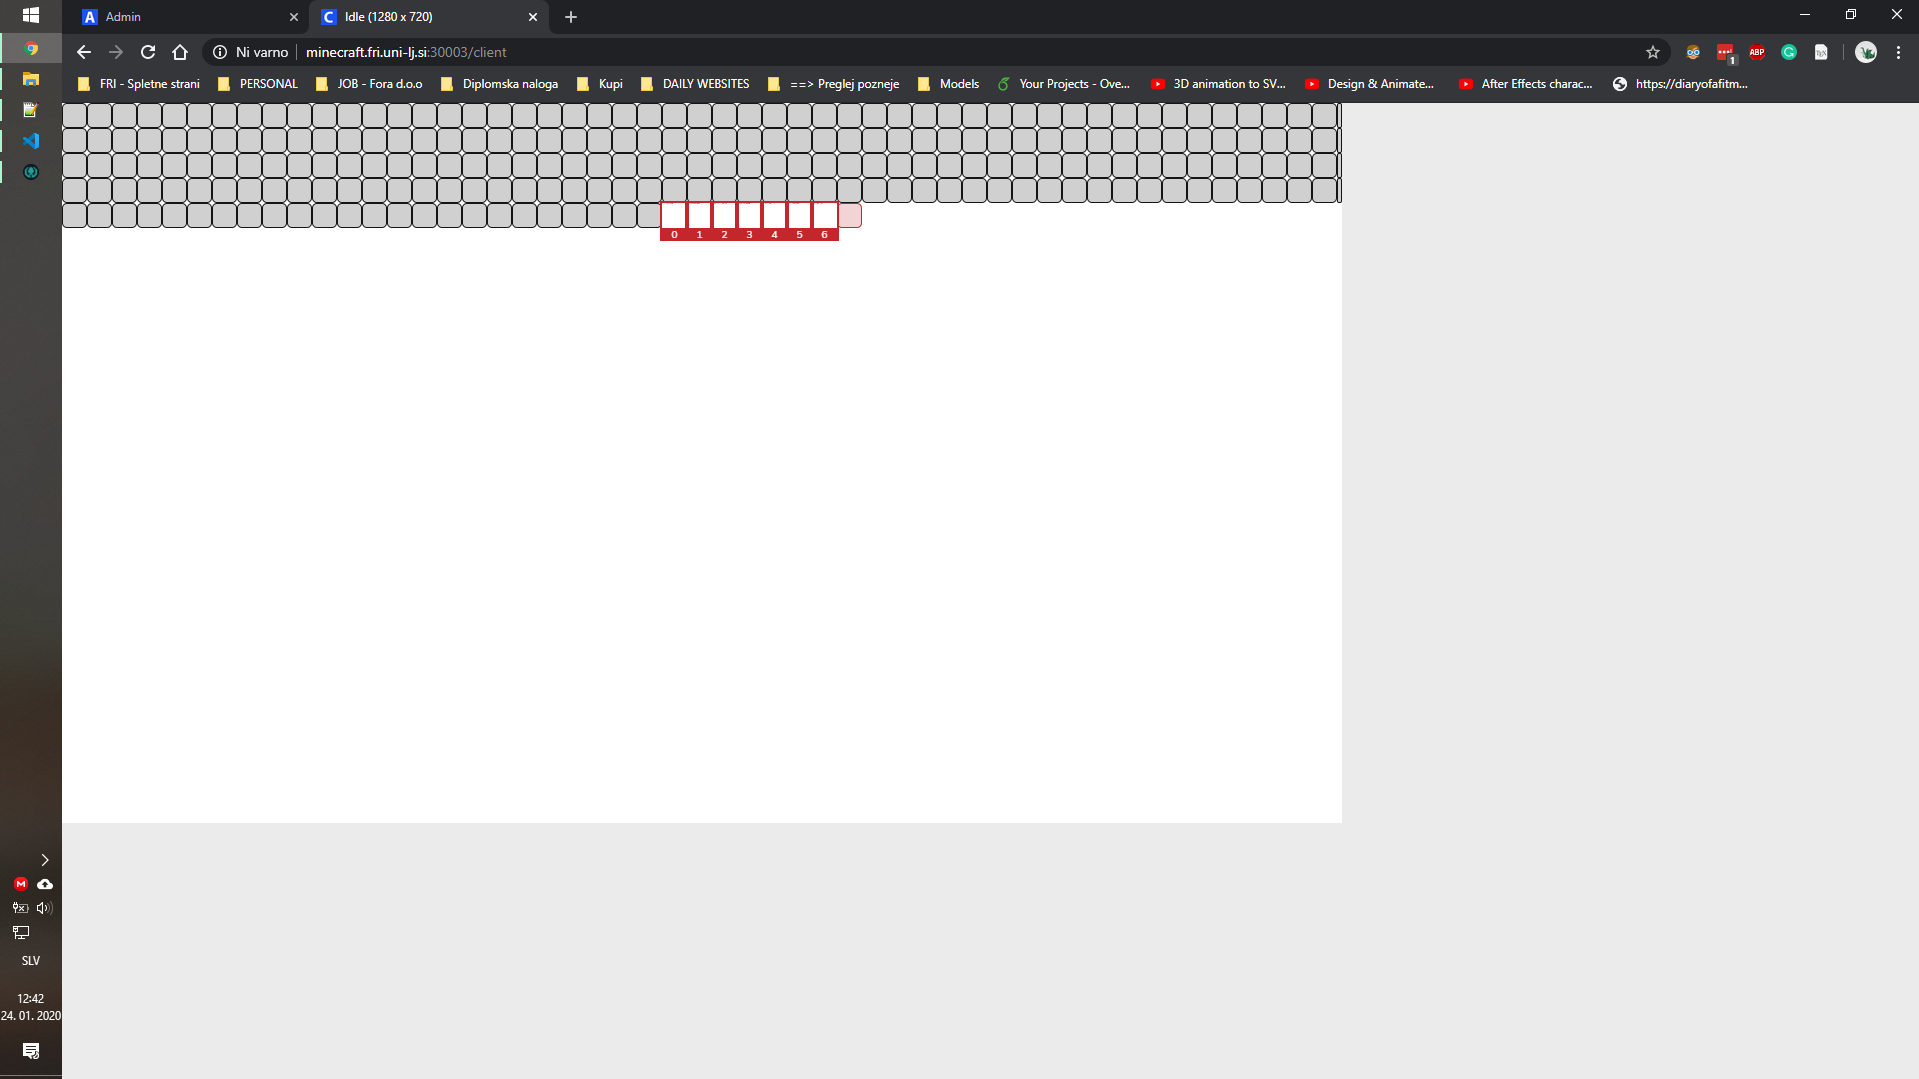 A Admin
C Idle (1280 x 720)
Ni varno minecraft.fri.uni-lj.si:30003/client
ABP
1
FRI - Spletne strani PERSONAL JOB - Fora d.o.o Diplomska naloga Kupi DAILY WEBSITES ==> Preglej pozneje Models Your Projects - Ove... 3D animation to SV... Design & Animate... After Effects charac... https://diaryofafitm...
0 1 2 3 4 5 6
M
SLV
12:42
24. 01. 2020